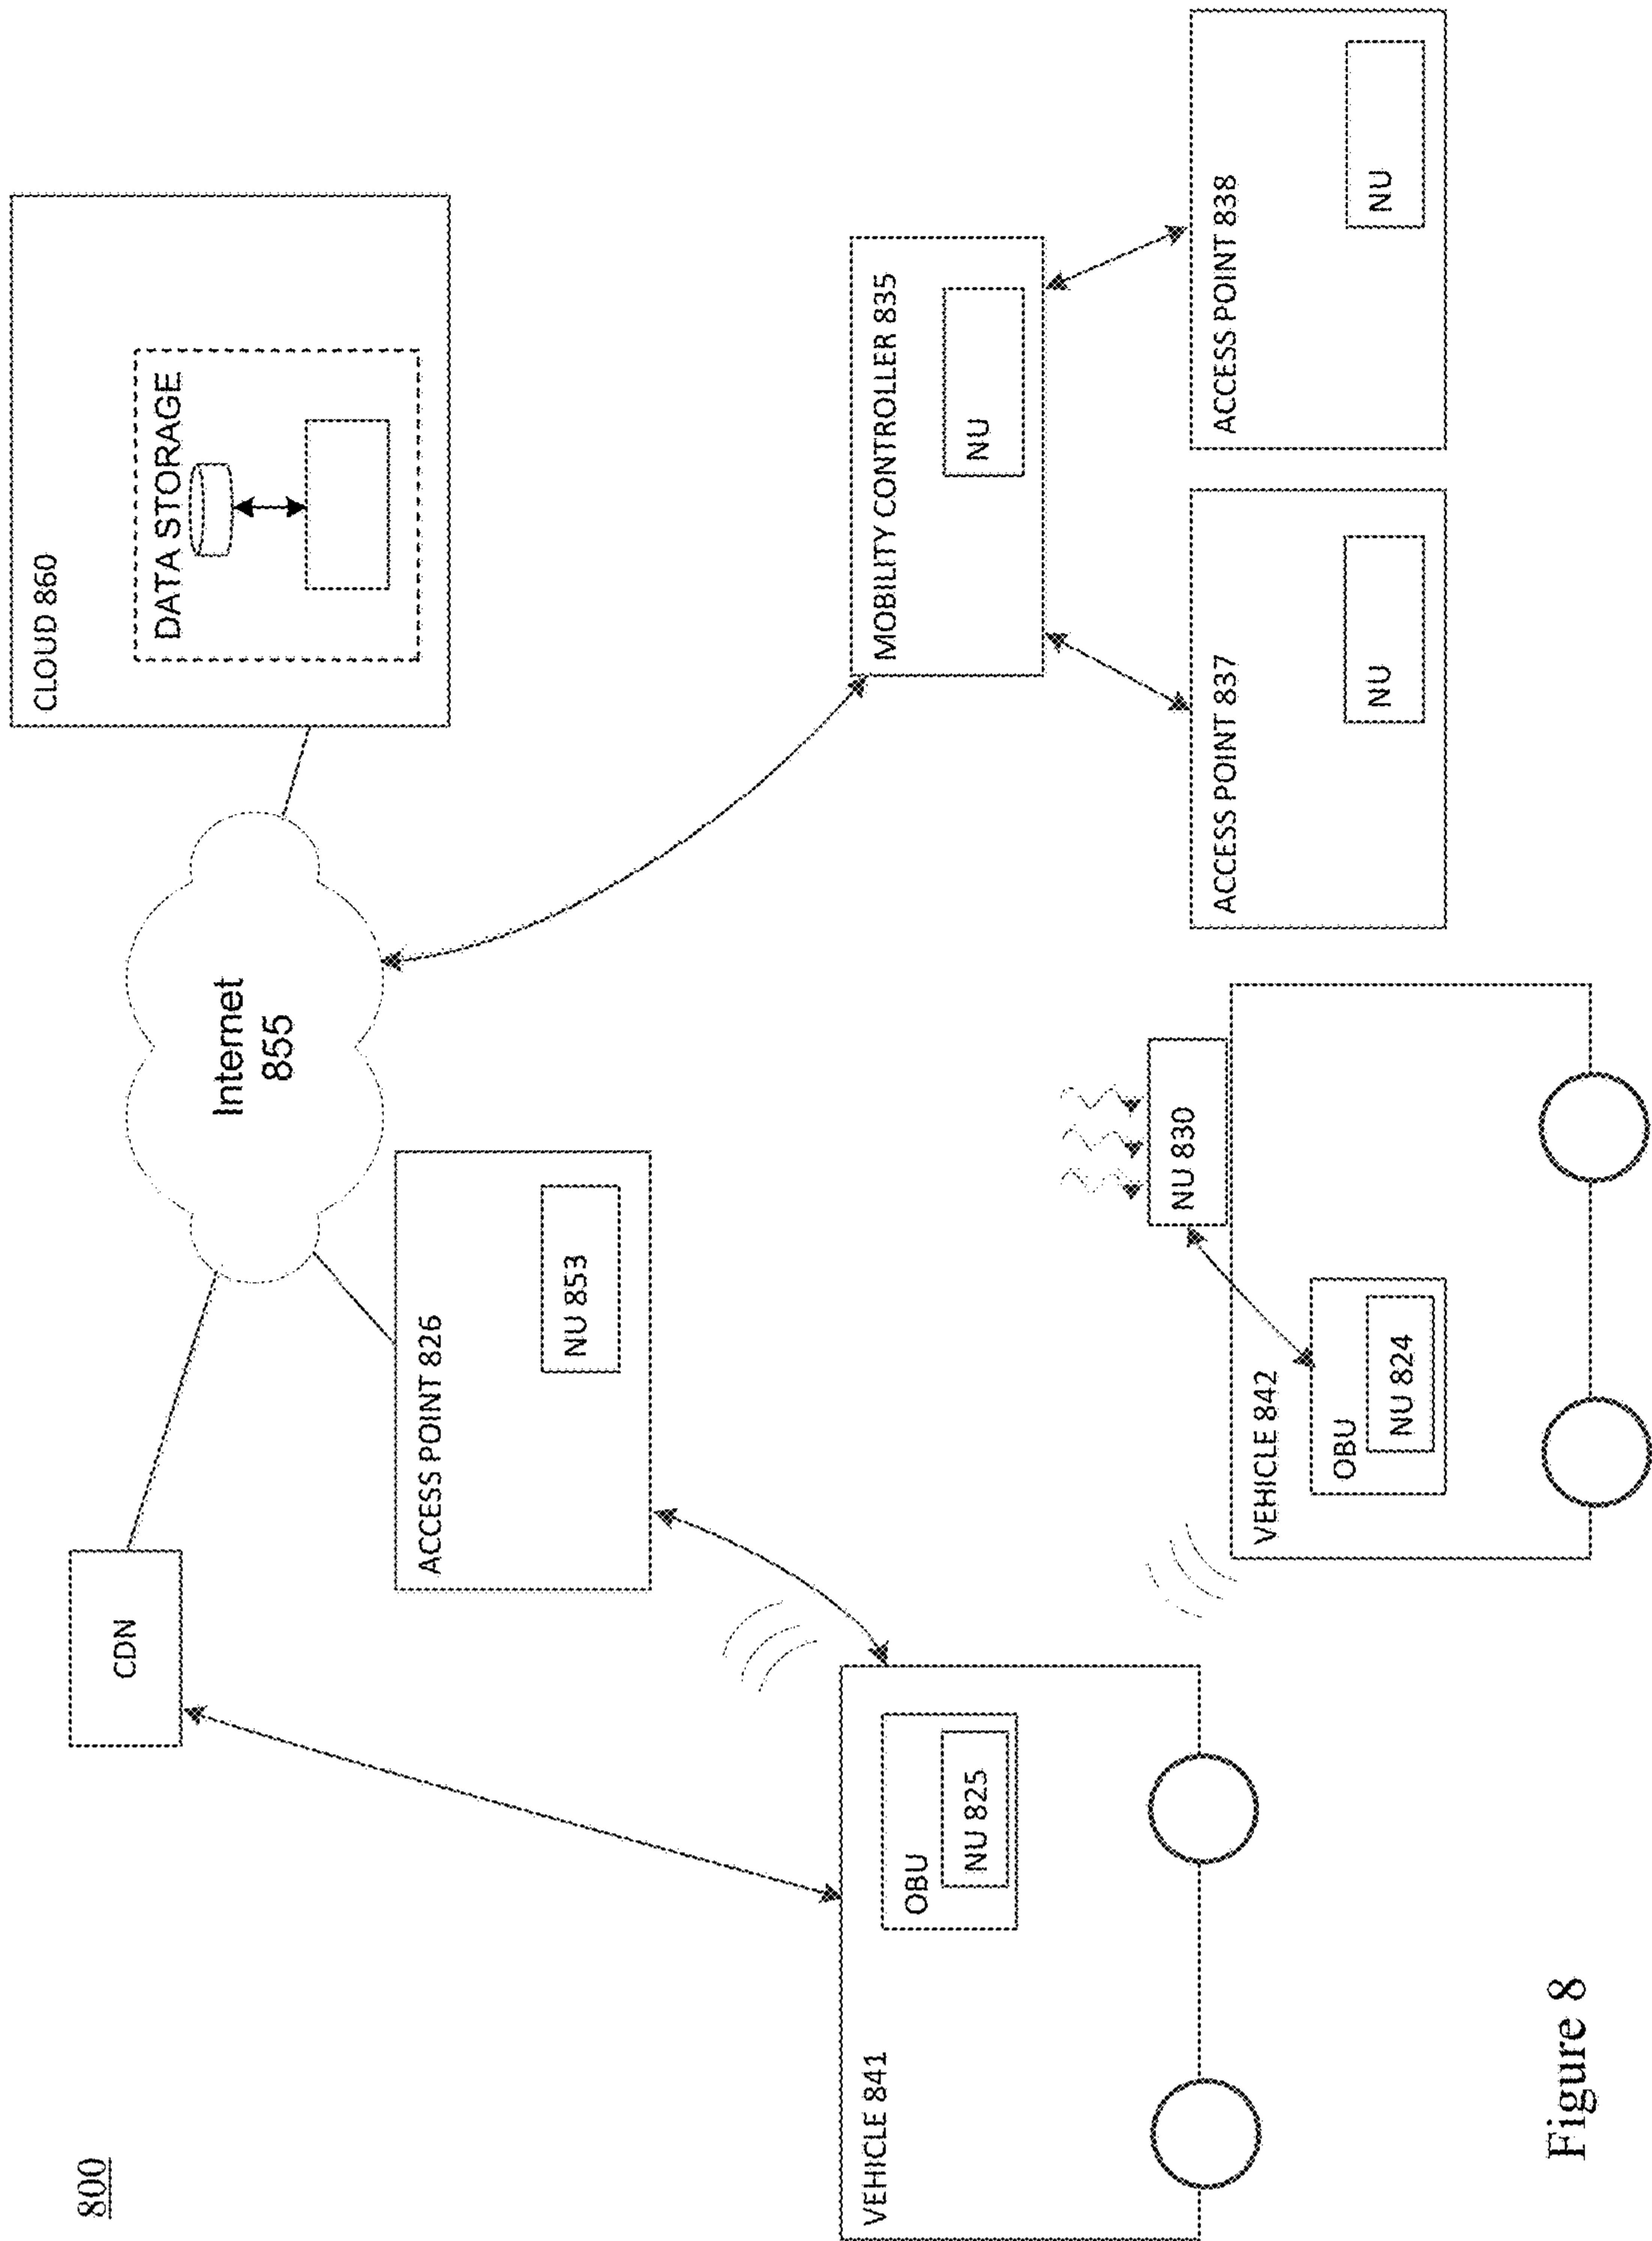 800
CDN
CLOUD 860
DATA STORAGE
Internet
855
ACCESS POINT 826
NU 853
MOBILITY CONTROLLER 835
NU
VEHICLE 841
OBU
NU 825
NU 830
VEHICLE 842
OBU
NU 824
ACCESS POINT 837
NU
ACCESS POINT 838
NU
Figure 8